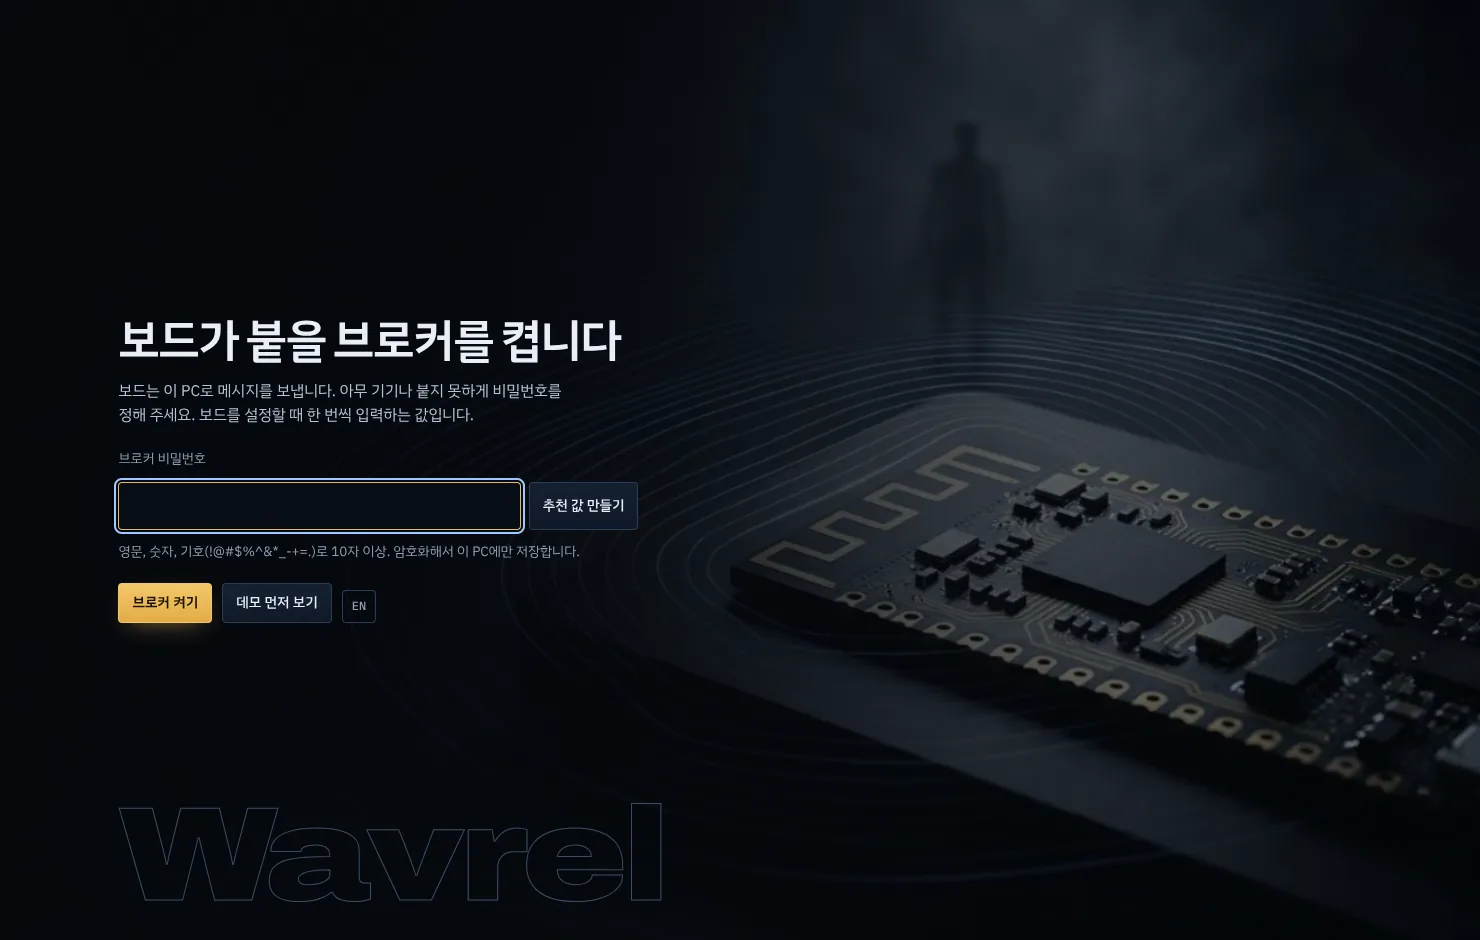 보드가 붙을 브로커를 켭니다
보드는 이 PC로 메시지를 보냅니다. 아무 기기나 붙지 못하게 비밀번호를
정해 주세요. 보드를 설정할 때 한 번씩 입력하는 값입니다.
브로커 비밀번호
추천 값 만들기
영문, 숫자, 기호(!@#$%^&*_-+=.)로 10자 이상. 암호화해서 이 PC에만 저장합니다.
브로커 켜기
데모 먼저 보기
EN
Wavrel